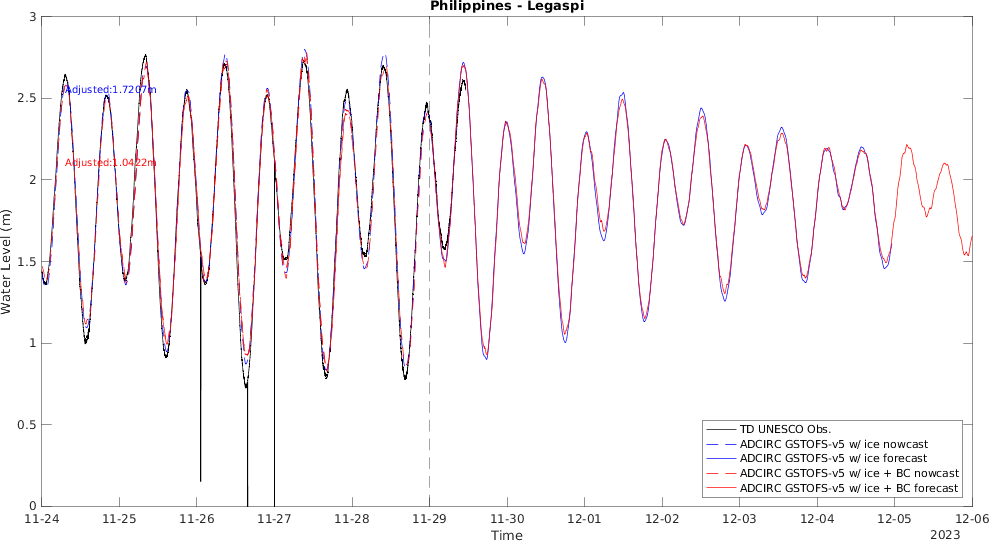 Philippines - Legaspi
3
2.5
2
1.5
1
0.5
0
Water Level (m)
Adjusted:1.7207m
Adjusted:1.0422m
TD UNESCO Obs.
ADCIRC GSTOFS-v5 w/ ice nowcast
ADCIRC GSTOFS-v5 w/ ice forecast
ADCIRC GSTOFS-v5 w/ ice + BC nowcast
ADCIRC GSTOFS-v5 w/ ice + BC forecast
11-24 11-25 11-26 11-27 11-28 11-29 11-30 12-01 12-02 12-03 12-04 12-05 12-06
Time
2023